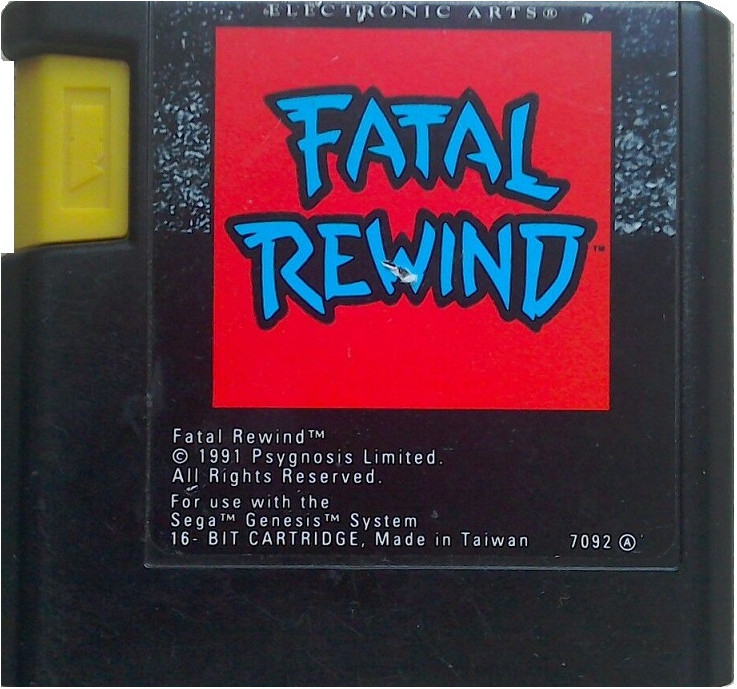 ELECTRONIC ARTS®
FATAL
REWIND™
Fatal Rewind™
© 1991 Psygnosis Limited.
All Rights Reserved.
For use with the
Sega™ Genesis™ System
16- BIT CARTRIDGE, Made in Taiwan 7092 Ⓐ